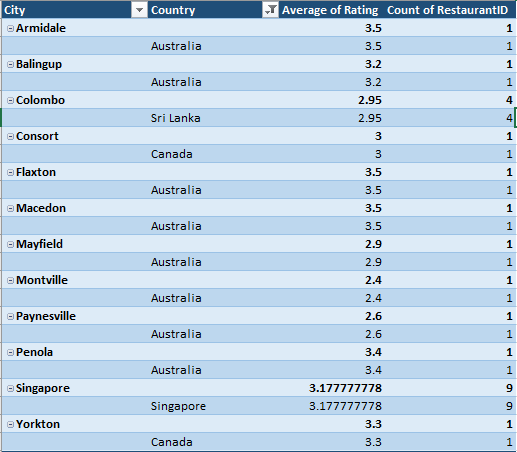 City Country Average of Rating Count of RestaurantID
Armidale 3.5 1
Australia 3.5 1
Balingup 3.2 1
Australia 3.2 1
Colombo 2.95 4
Sri Lanka 2.95 4
Consort 3 1
Canada 3 1
Flaxton 3.5 1
Australia 3.5 1
Macedon 3.5 1
Australia 3.5 1
Mayfield 2.9 1
Australia 2.9 1
Montville 2.4 1
Australia 2.4 1
Paynesville 2.6 1
Australia 2.6 1
Penola 3.4 1
Australia 3.4 1
Singapore 3.177777778 9
Singapore 3.177777778 9
Yorkton 3.3 1
Canada 3.3 1